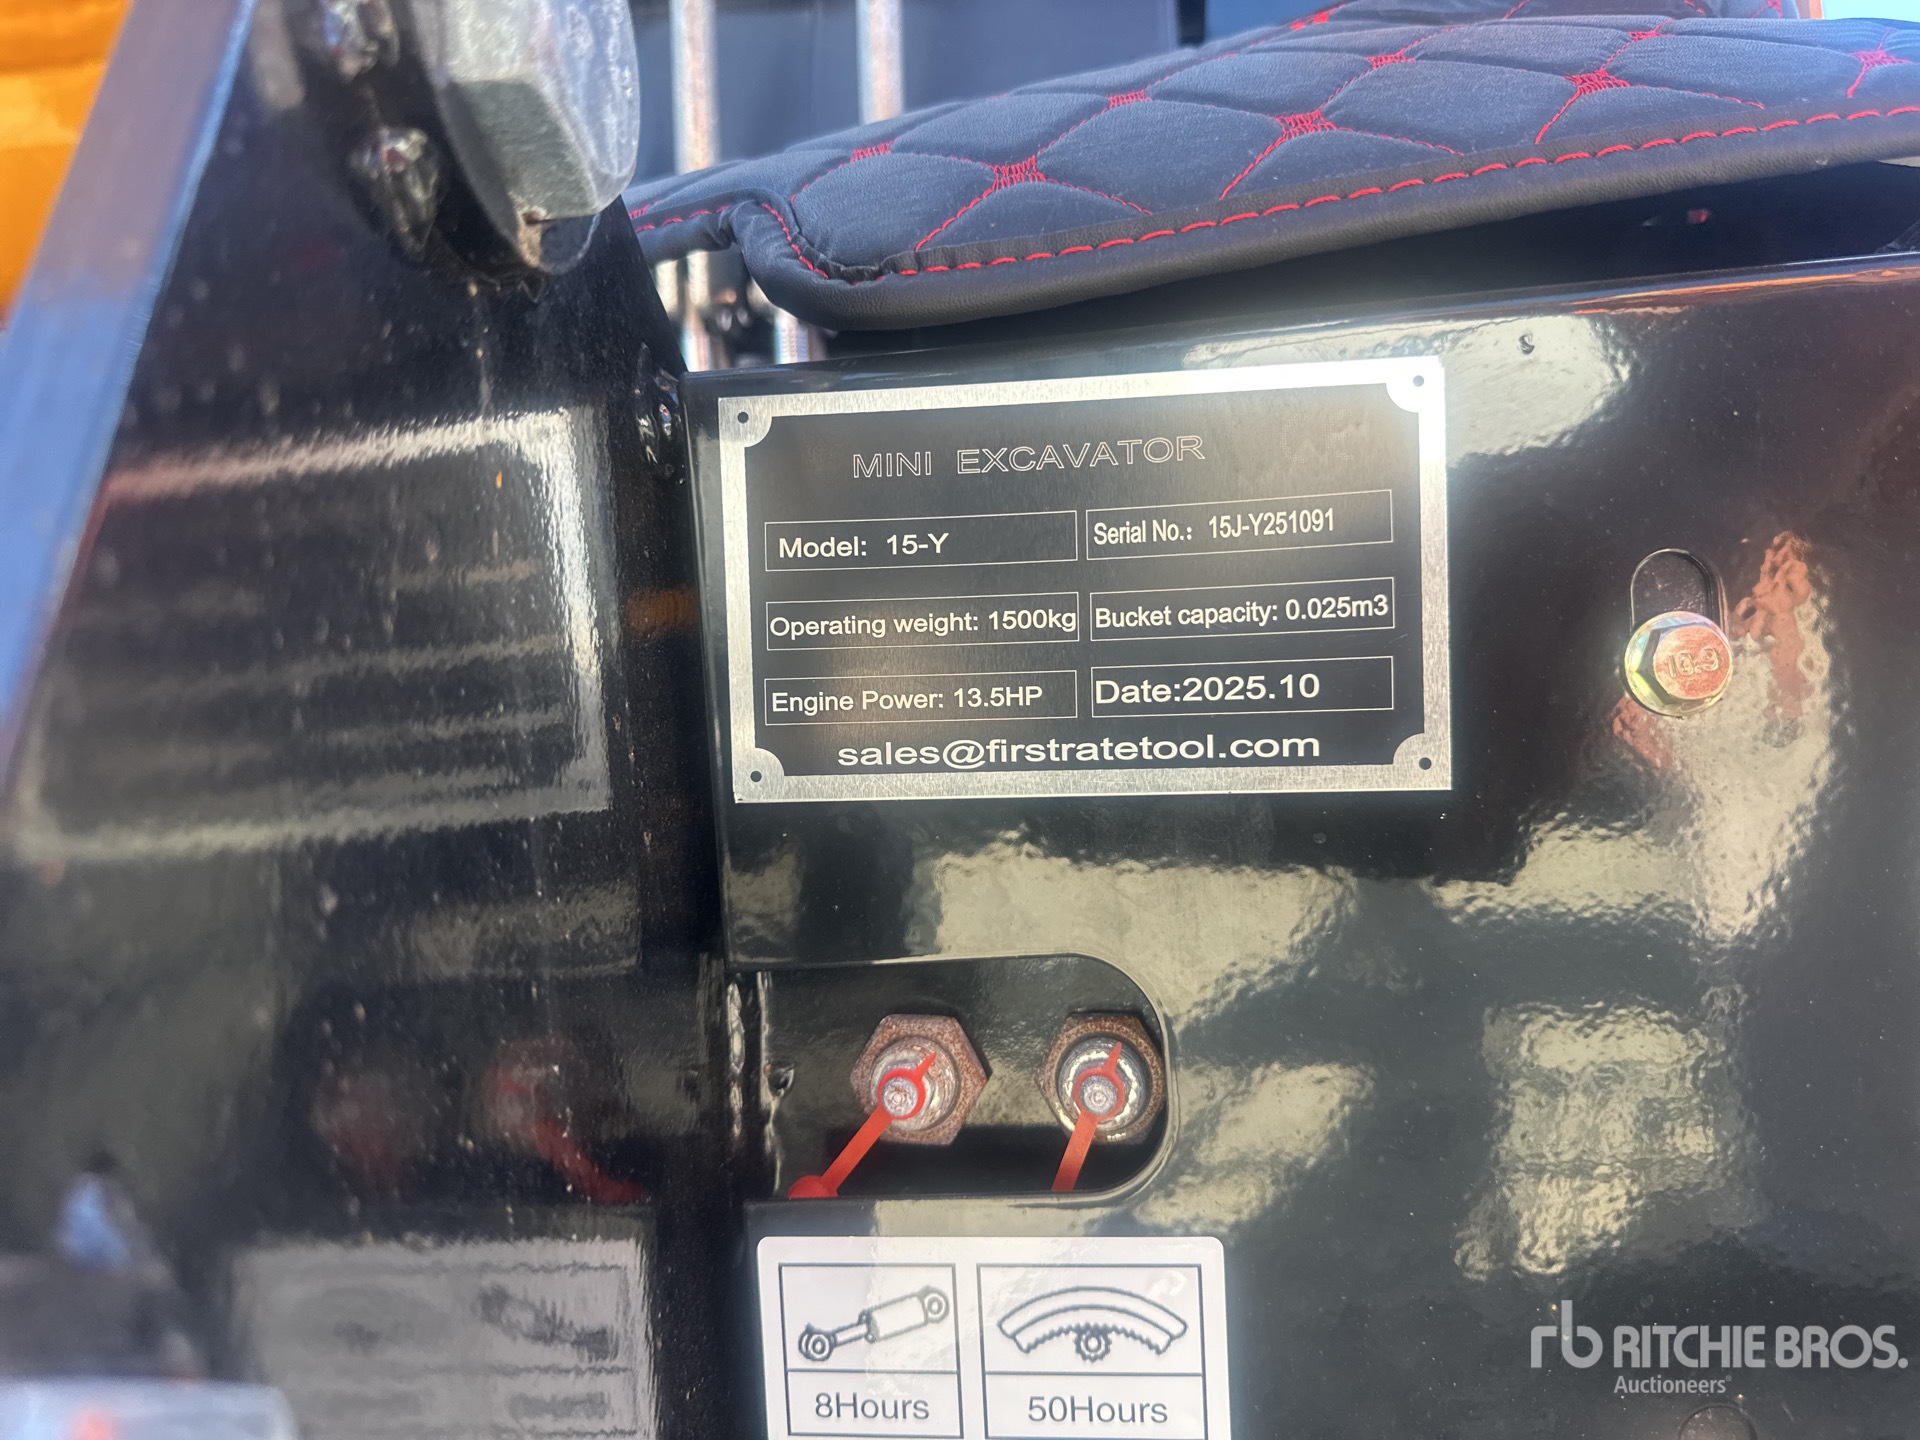 MINI EXCAVATOR
Model: 15-Y
Serial No.: 15J-Y251091
Operating weight: 1500kg
Bucket capacity: 0.025m3
Engine Power: 13.5HP
Date:2025.10
sales@firstratetool.com
10.9
8Hours
50Hours
rb RITCHIE BROS.
Auctioneers